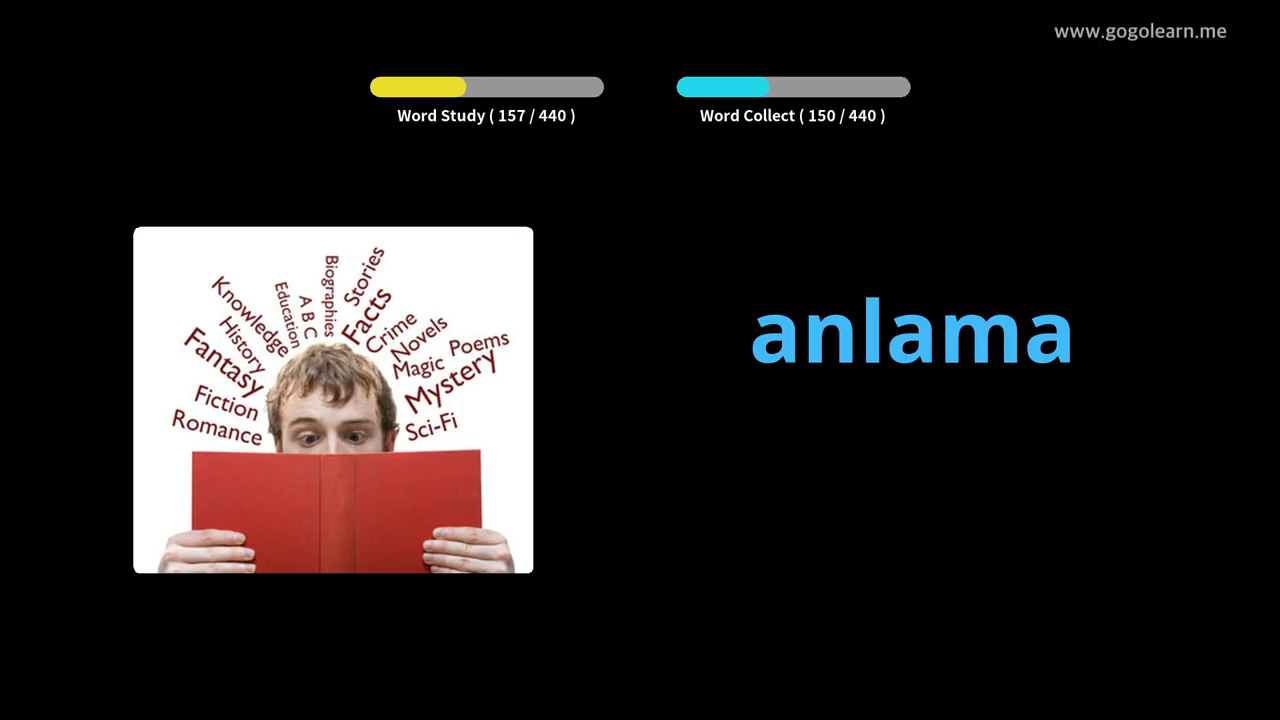 www.gogolearn.me
Word Study ( 157 / 440 )
Word Collect ( 150 / 440 )
Stories
Biographies
Facts
A B C
Education
Crime
Knowledge
Novels
History
Poems
Magic
Fantasy
Mystery
Fiction
Sci-Fi
Romance
anlama